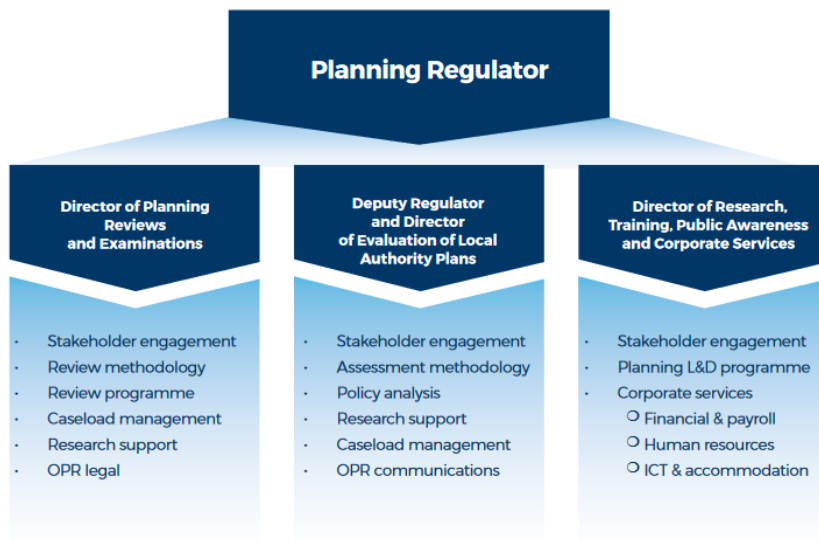 Planning Regulator
Director of Planning
Reviews
and Examinations
Stakeholder engagement
Review methodology
Review programme
Caseload management
Research support
OPR legal
Deputy Regulator
and Director
of Evaluation of Local
Authority Plans
Stakeholder engagement
Assessment methodology
Policy analysis
Research support
Caseload management
OPR communications
Director of Research,
Training, Public Awareness
and Corporate Services
Stakeholder engagement
Planning L&D programme
Corporate services
Financial & payroll
Human resources
ICT & accommodation